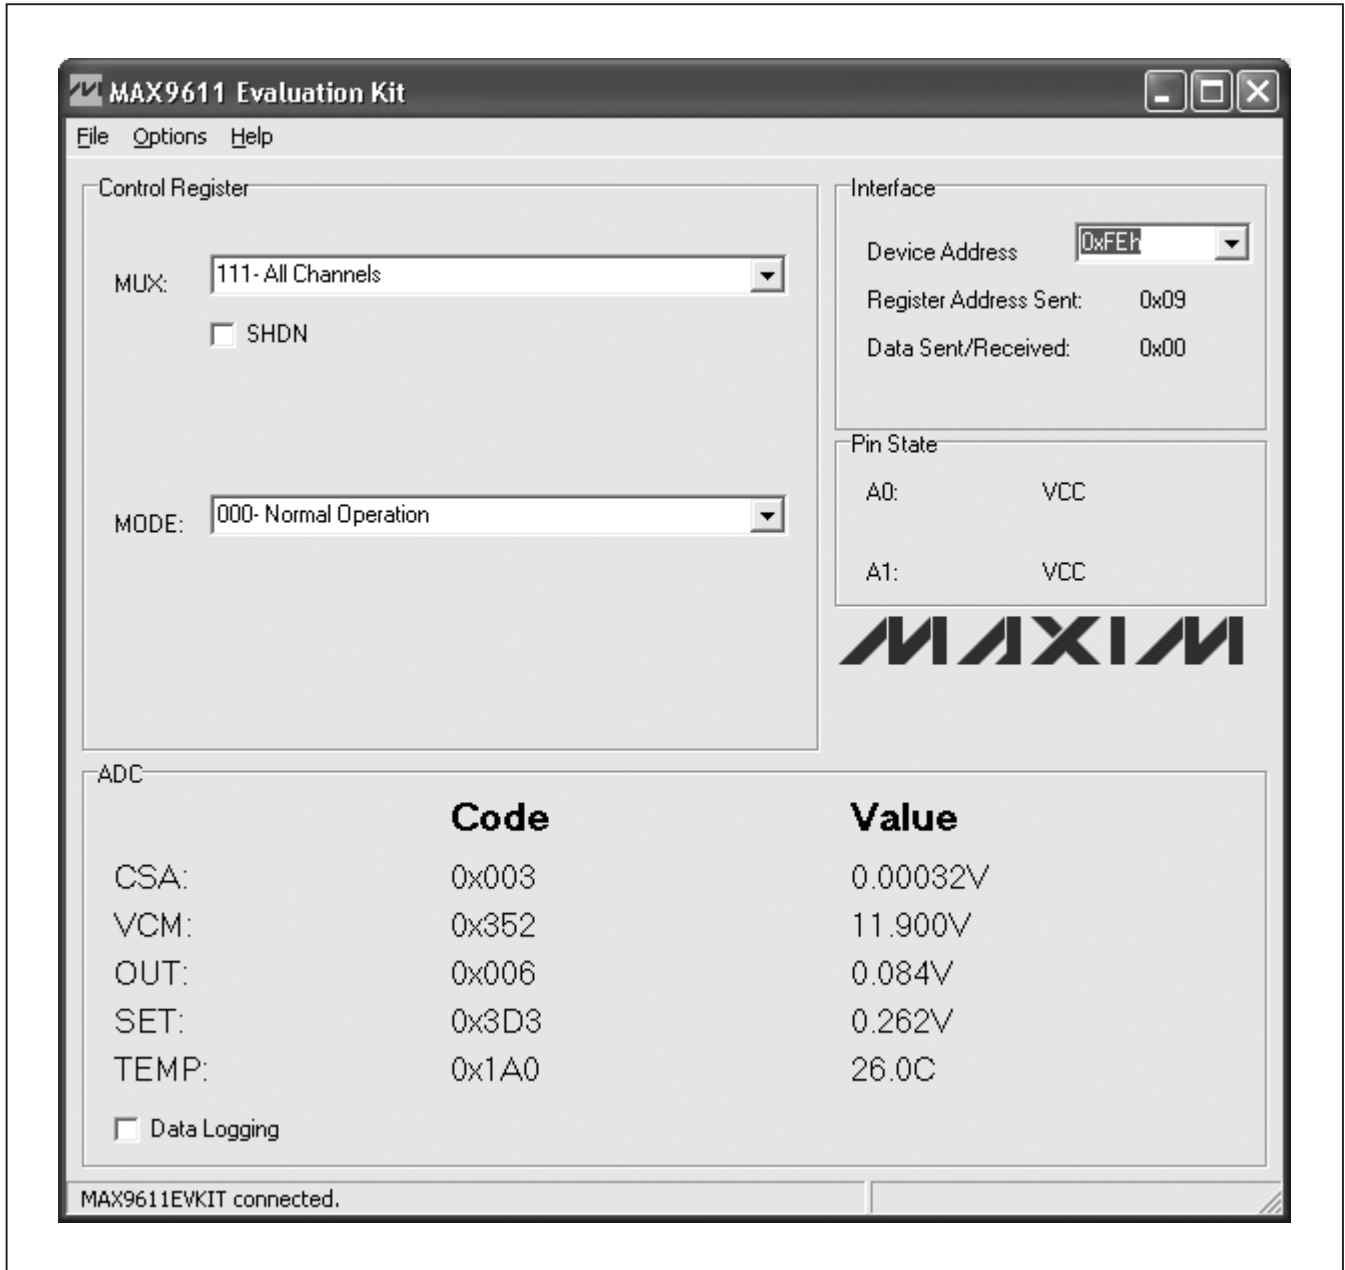 MAX9611 Evaluation Kit
File Options Help
Control Register
MUX: 111- All Channels
SHDN
MODE: 000- Normal Operation
Interface
Device Address 0xFEh
Register Address Sent: 0x09
Data Sent/Received: 0x00
Pin State
A0: VCC
A1: VCC
MAXIM
ADC
Code Value
CSA: 0x003 0.00032V
VCM: 0x352 11.900V
OUT: 0x006 0.084V
SET: 0x3D3 0.262V
TEMP: 0x1A0 26.0C
Data Logging
MAX9611EVKIT connected.